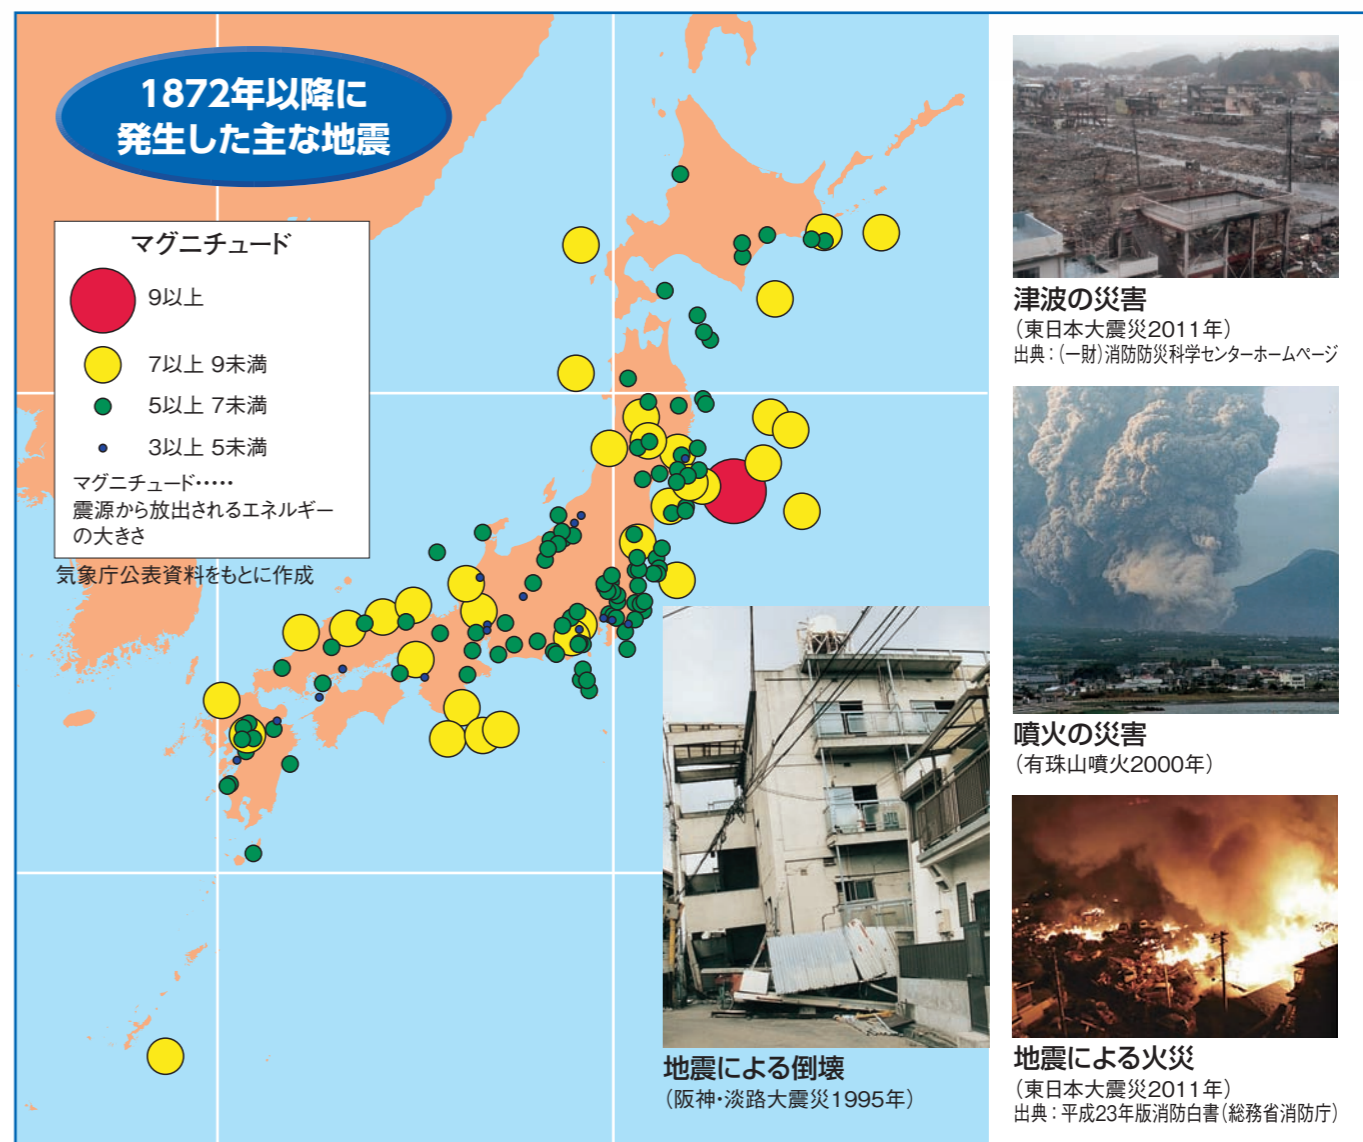 1872年以降に
発生した主な地震
マグニチュード
9以上
7以上 9未満
5以上 7未満
3以上 5未満
マグニチュード・・・・・
震源から放出されるエネルギー
の大きさ
気象庁公表資料をもとに作成
津波の災害
（東日本大震災2011年）
出典：（一財）消防防災科学センターホームページ
噴火の災害
（有珠山噴火2000年）
地震による倒壊
（阪神・淡路大震災1995年）
地震による火災
（東日本大震災2011年）
出典：平成23年版消防白書（総務省消防庁）